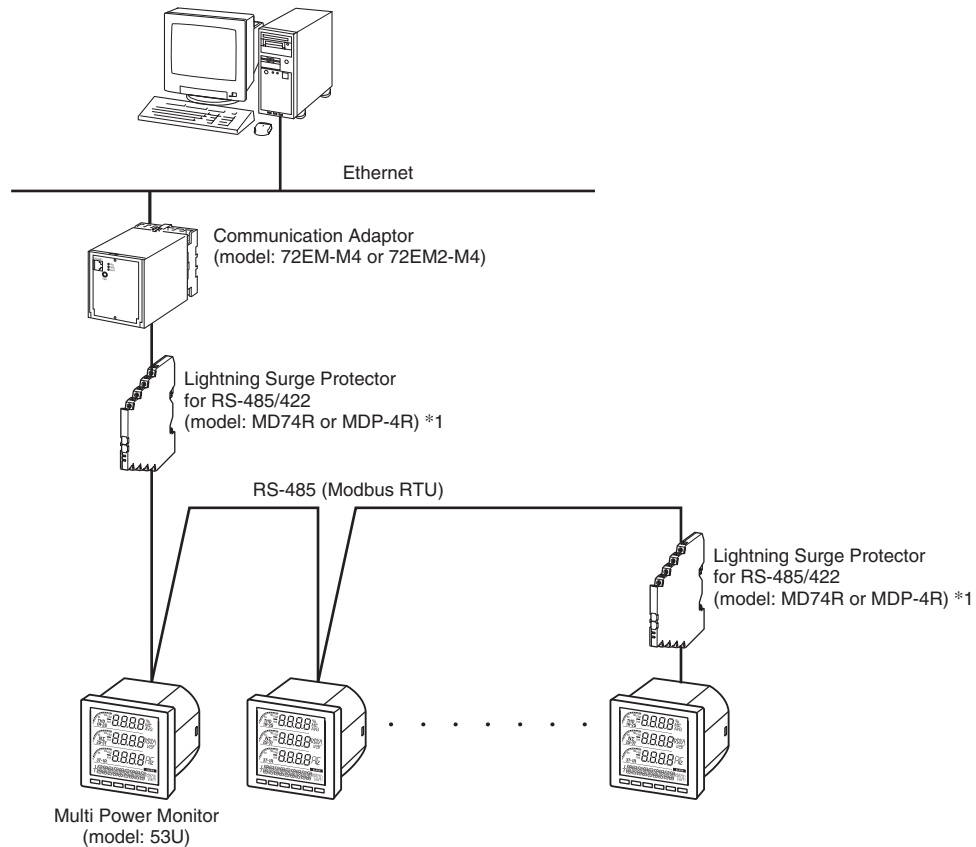 Ethernet
Communication Adaptor
(model: 72EM-M4 or 72EM2-M4)
Lightning Surge Protector
for RS-485/422
(model: MD74R or MDP-4R) *1
RS-485 (Modbus RTU)
Lightning Surge Protector
for RS-485/422
(model: MD74R or MDP-4R) *1
Multi Power Monitor
(model: 53U)